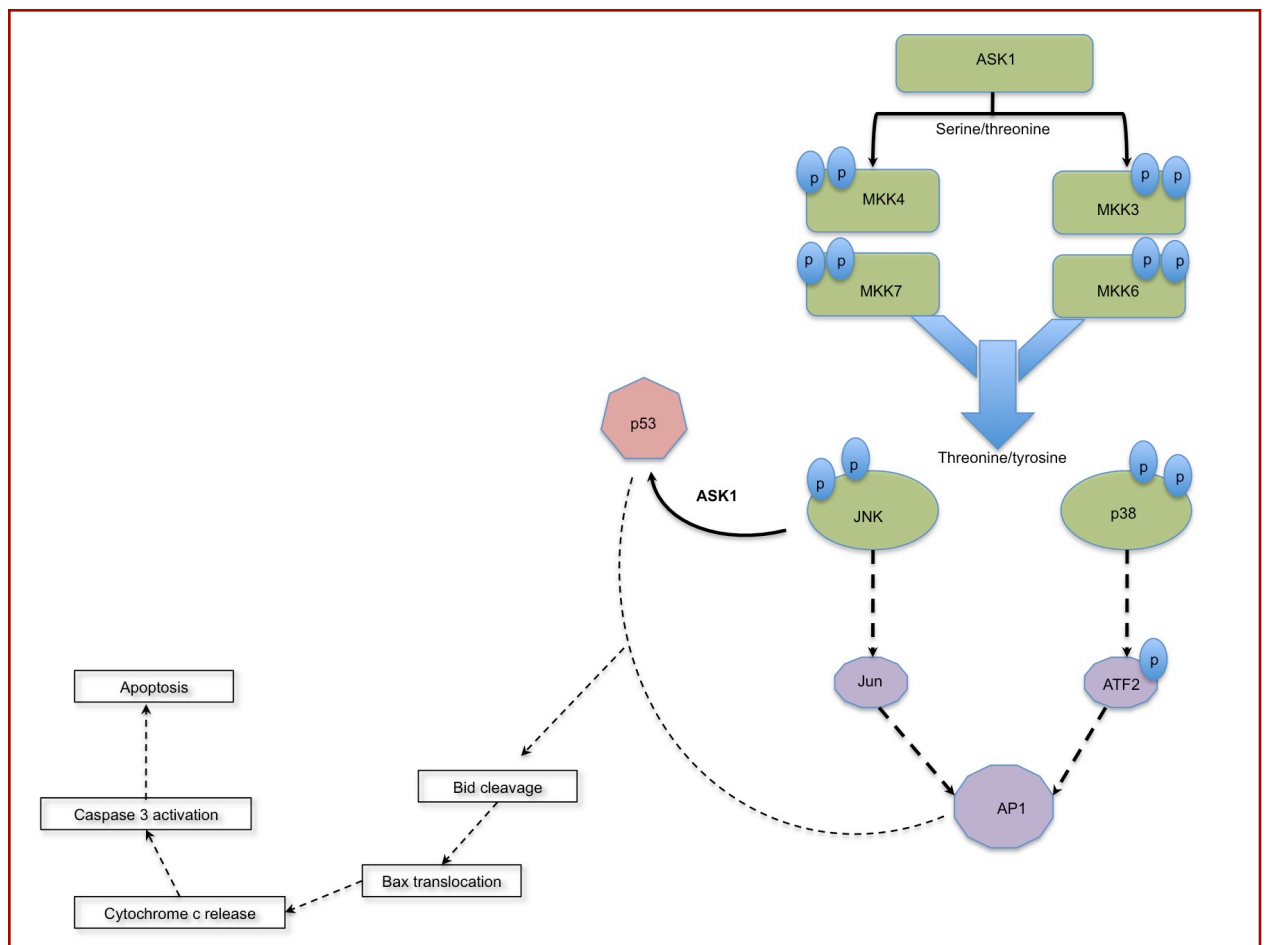 ASK1
Serine/threonine
p
p
MKK4
p
p
MKK3
p
p
MKK7
p
p
MKK6
p53
Threonine/tyrosine
ASK1
p
p
JNK
p
p
p38
Jun
p
ATF2
AP1
Apoptosis
Bid cleavage
Caspase 3 activation
Bax translocation
Cytochrome c release